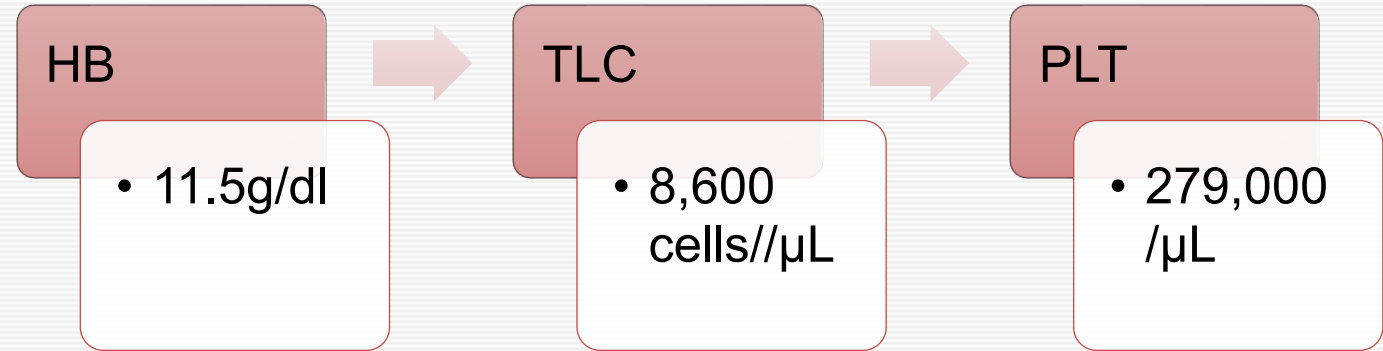 HB
• 11.5g/dl
TLC
• 8,600
cells//µL
PLT
• 279,000
/µL